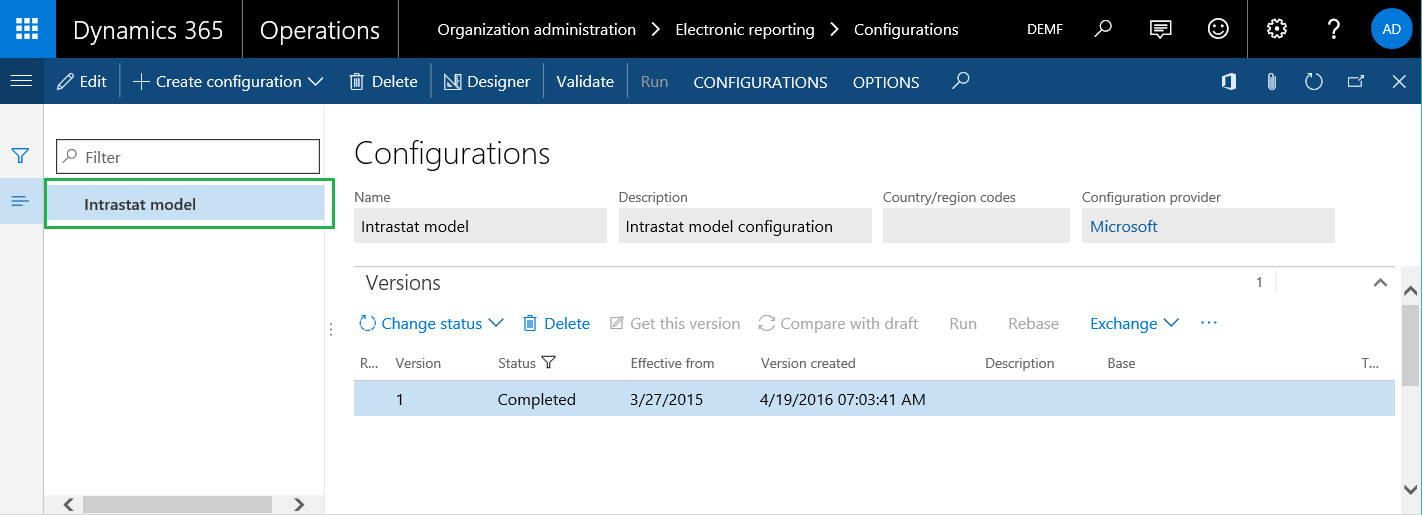 Dynamics 365 Operations Organization administration Electronic reporting Configurations DEMF AD
Edit Create configuration Delete Designer Validate Run CONFIGURATIONS OPTIONS
Filter
Intrastat model
Configurations
Name Description Country/region codes Configuration provider
Intrastat model Intrastat model configuration Microsoft
Versions 1
Change status Delete Get this version Compare with draft Run Rebase Exchange ···
R... Version Status Effective from Version created Description Base T...
1 Completed 3/27/2015 4/19/2016 07:03:41 AM